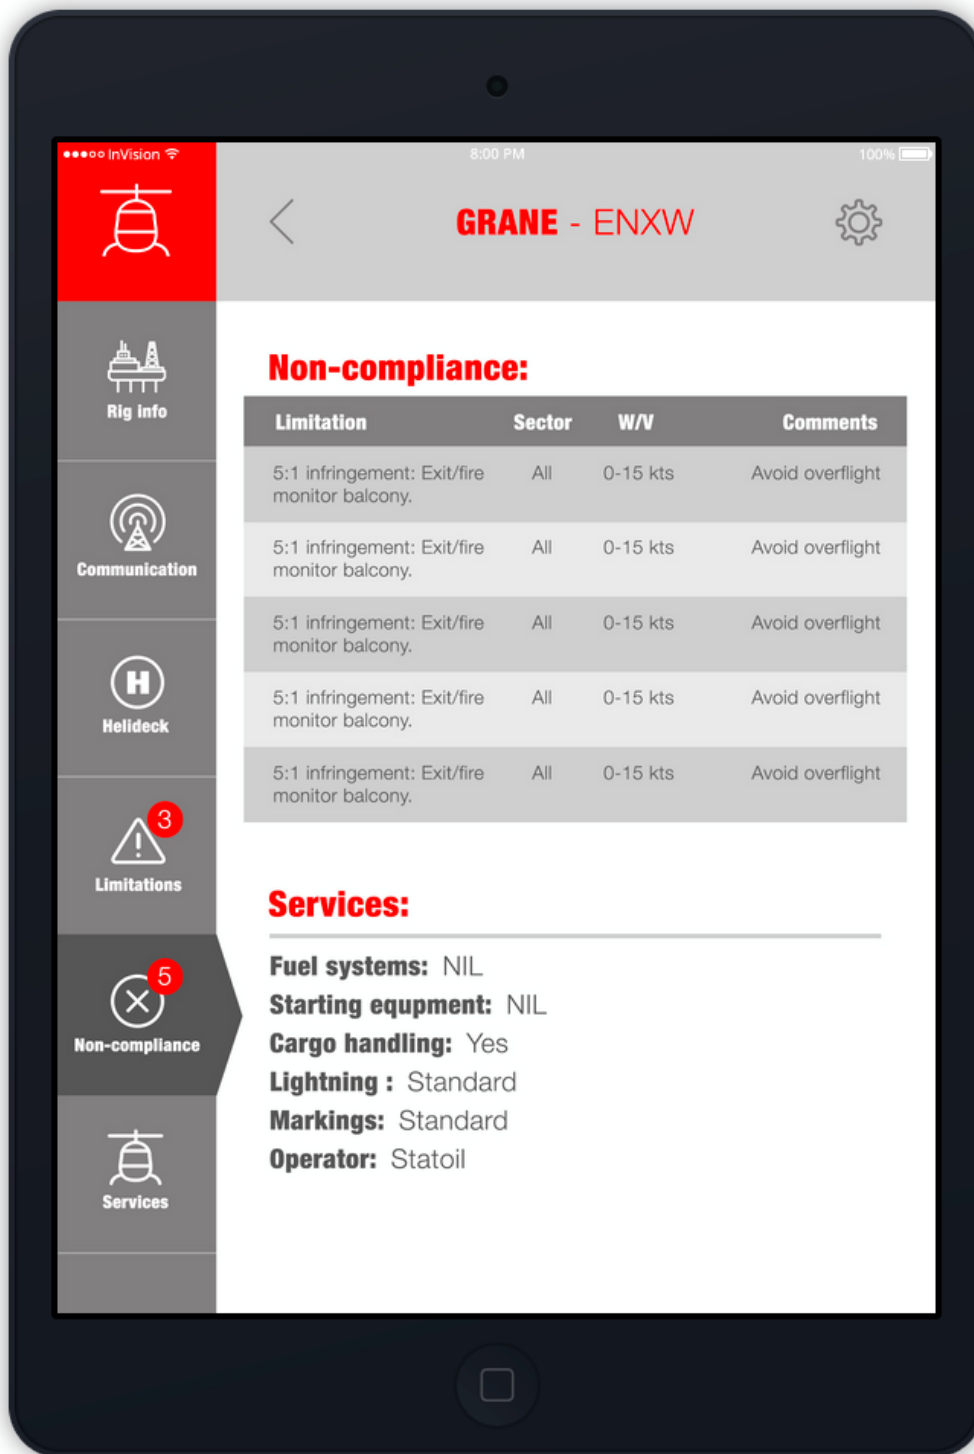 InVision
8:00 PM
100%
GRANE - ENXW
Rig info
Communication
H
Helideck
3
Limitations
5
Non-compliance
Services
Non-compliance:
Limitation Sector W/V Comments
5:1 infringement: Exit/fire All 0-15 kts Avoid overflight
monitor balcony.
5:1 infringement: Exit/fire All 0-15 kts Avoid overflight
monitor balcony.
5:1 infringement: Exit/fire All 0-15 kts Avoid overflight
monitor balcony.
5:1 infringement: Exit/fire All 0-15 kts Avoid overflight
monitor balcony.
5:1 infringement: Exit/fire All 0-15 kts Avoid overflight
monitor balcony.
Services:
Fuel systems: NIL
Starting equpment: NIL
Cargo handling: Yes
Lightning : Standard
Markings: Standard
Operator: Statoil